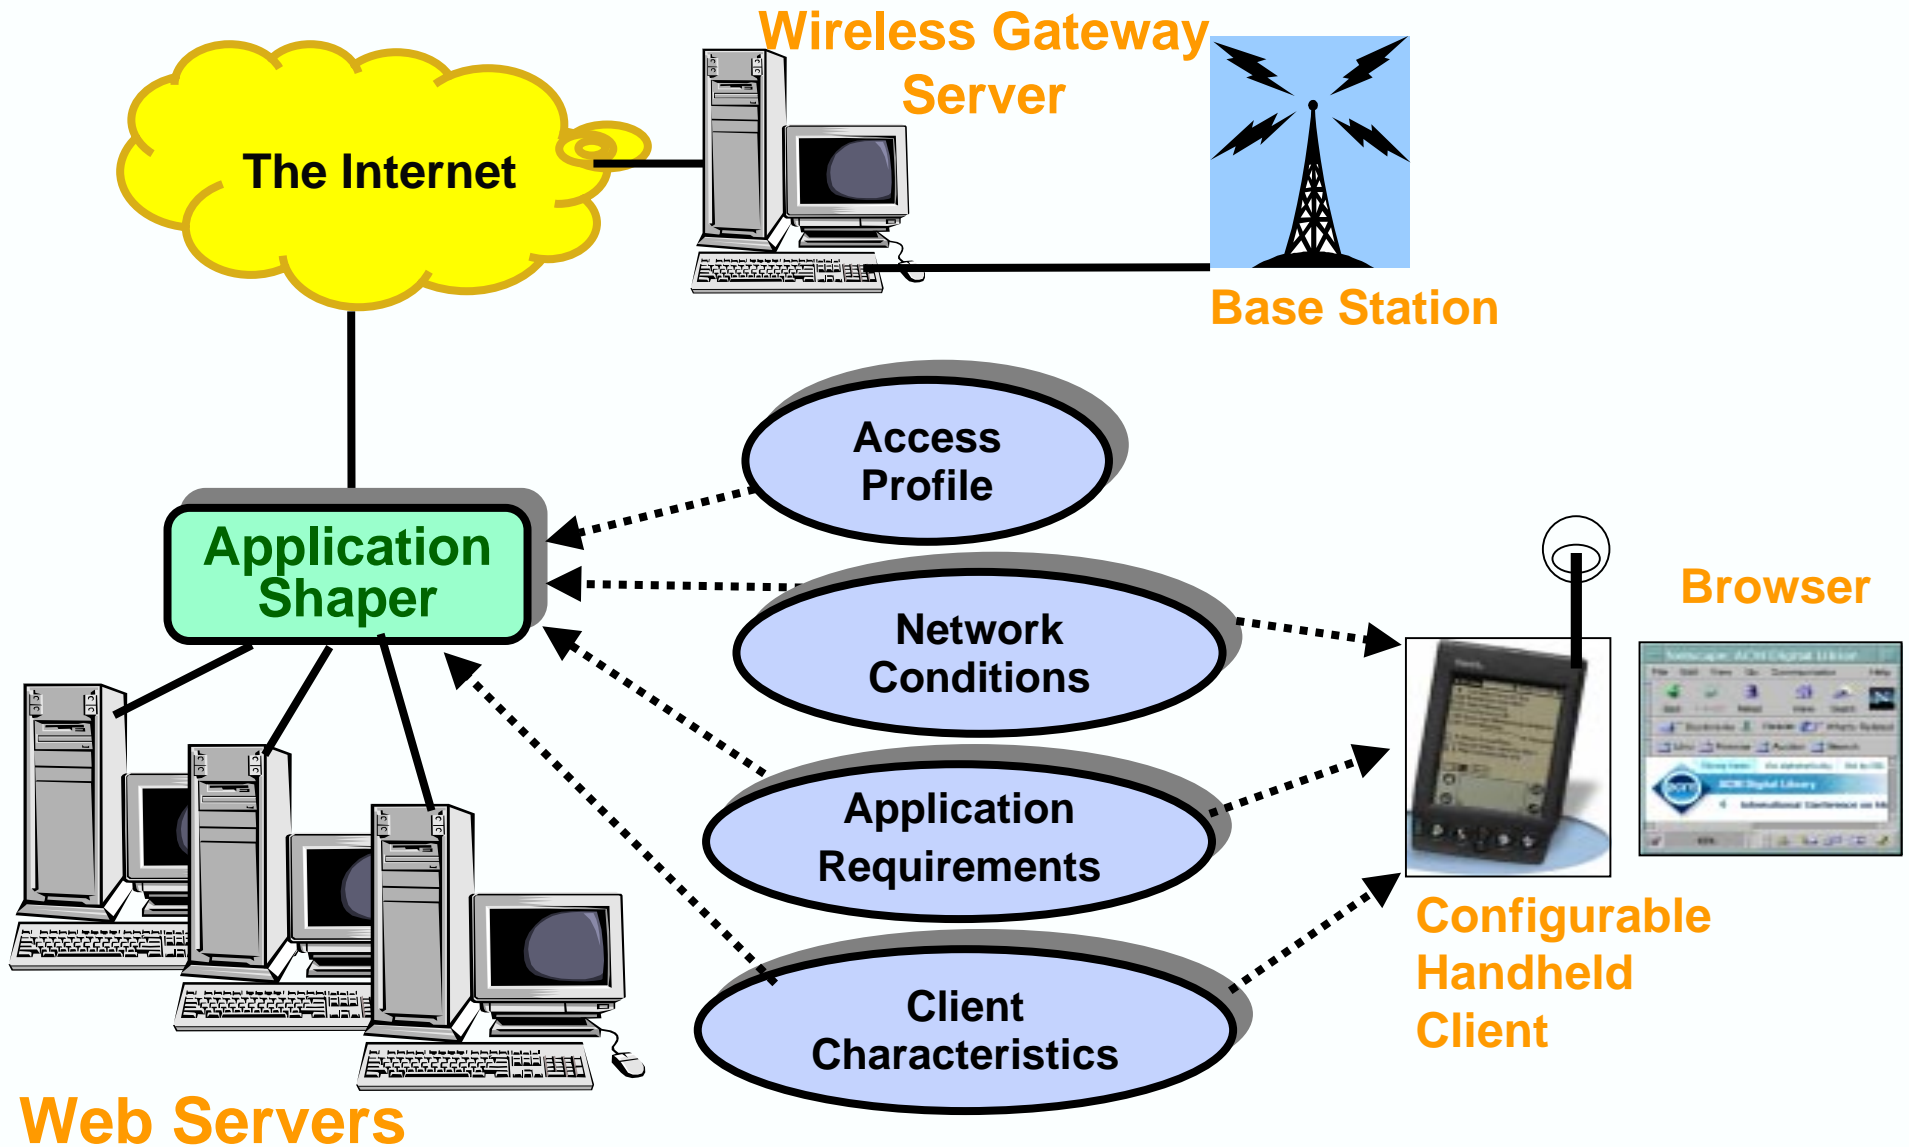 Wireless Gateway
Server
The Internet
Base Station
Access
Profile
Application
Shaper
Network
Conditions
Browser
Application
Requirements
Configurable
Handheld
Client
Client
Characteristics
Web Servers